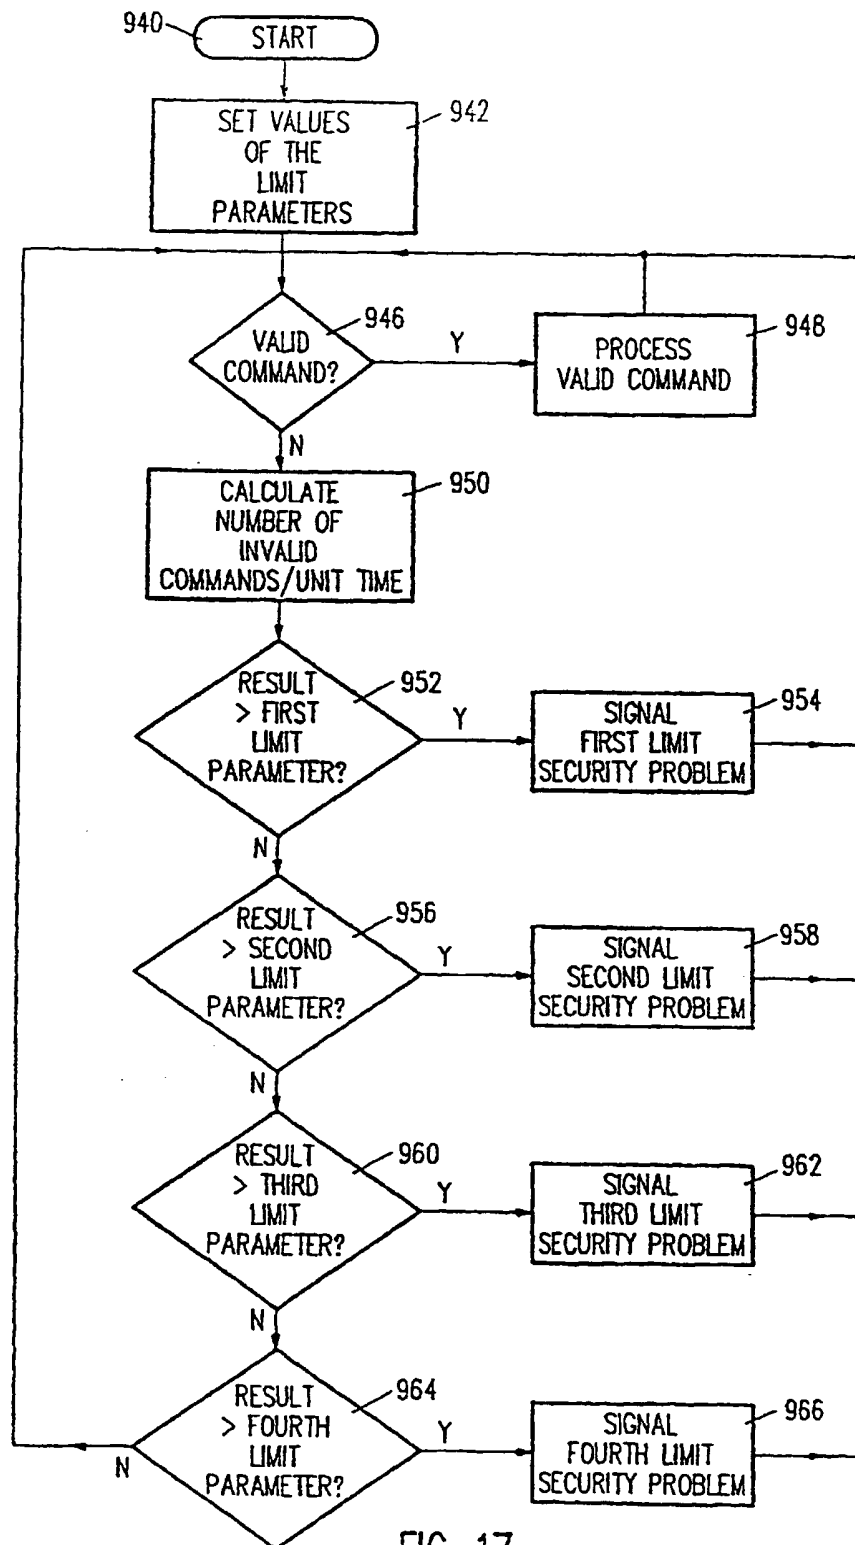 940
START
942
SET VALUES
OF THE
LIMIT
PARAMETERS
946
VALID
COMMAND?
Y
948
PROCESS
VALID COMMAND
N
950
CALCULATE
NUMBER OF
INVALID
COMMANDS/UNIT TIME
952
RESULT
> FIRST
LIMIT
PARAMETER?
Y
954
SIGNAL
FIRST LIMIT
SECURITY PROBLEM
N
956
RESULT
> SECOND
LIMIT
PARAMETER?
Y
958
SIGNAL
SECOND LIMIT
SECURITY PROBLEM
N
960
RESULT
> THIRD
LIMIT
PARAMETER?
Y
962
SIGNAL
THIRD LIMIT
SECURITY PROBLEM
N
964
RESULT
> FOURTH
LIMIT
PARAMETER?
Y
966
SIGNAL
FOURTH LIMIT
SECURITY PROBLEM
N
FIG. 17